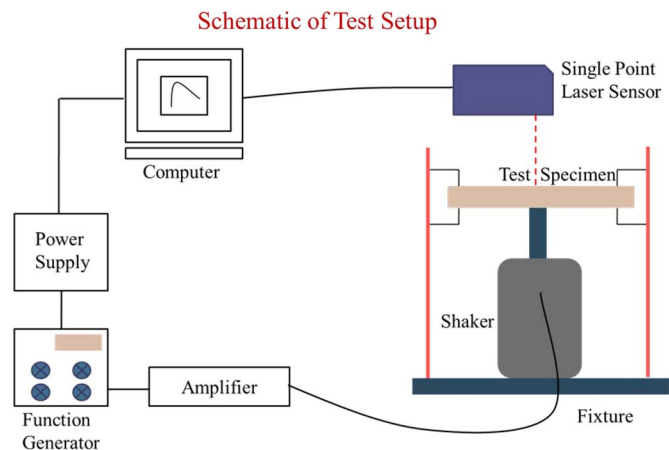 Schematic of Test Setup
Single Point
Laser Sensor
Computer
Test Specimen
Power
Supply
Shaker
Amplifier
Function
Generator
Fixture